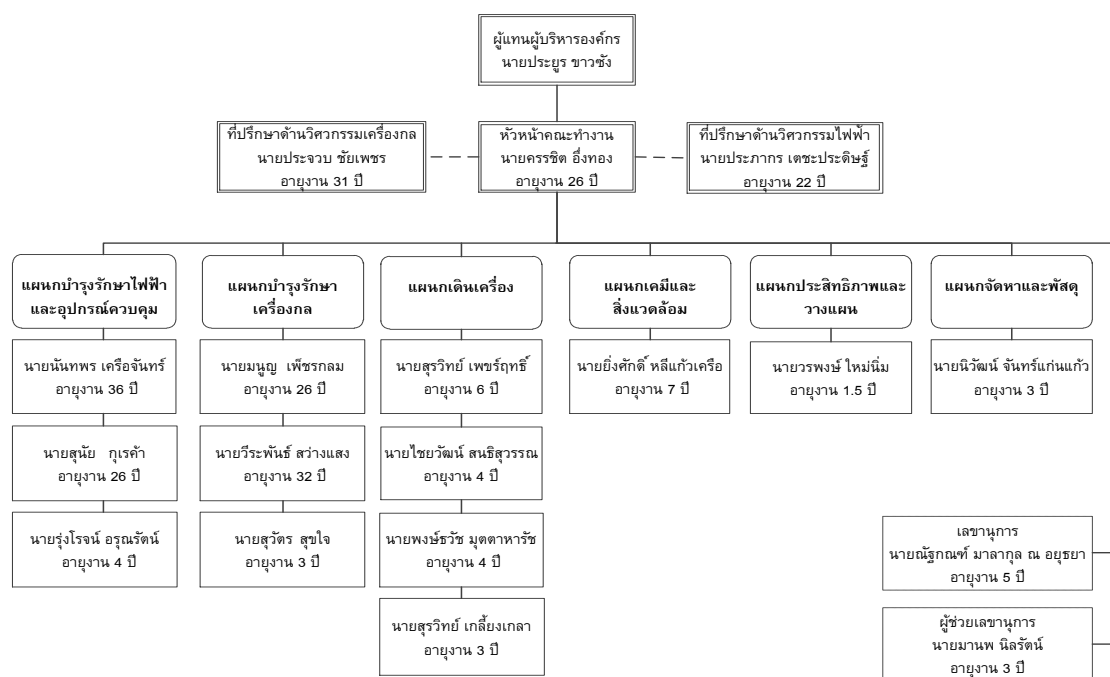 ผู้แทนผู้บริหารองค์กร
นายประยูร ขาวซัง
ที่ปรึกษาด้านวิศวกรรมเครื่องกล
นายประจวบ ชัยเพชร
อายุงาน 31 ปี
หัวหน้าคณะทำงาน
นายครรชิต อึ่งทอง
อายุงาน 26 ปี
ที่ปรึกษาด้านวิศวกรรมไฟฟ้า
นายประภากร เตชะประดิษฐ์
อายุงาน 22 ปี
แผนกบำรุงรักษาไฟฟ้า
และอุปกรณ์ควบคุม
นายนันทพร เครือจันทร์
อายุงาน 36 ปี
นายสุนัย กุเรคำ
อายุงาน 26 ปี
นายรุ่งโรจน์ อรุณรัตน์
อายุงาน 4 ปี
แผนกบำรุงรักษา
เครื่องกล
นายมนูญ เพ็ชรกลม
อายุงาน 26 ปี
นายวีระพันธ์ สว่างแสง
อายุงาน 32 ปี
นายสุวัตร สุขใจ
อายุงาน 3 ปี
แผนกเดินเครื่อง
นายสุรวิทย์ เพขร์ฤทธิ์
อายุงาน 6 ปี
นายไชยวัฒน์ สนธิสุวรรณ
อายุงาน 4 ปี
นายพงษ์ธวัช มุตตาหารัช
อายุงาน 4 ปี
นายสุรวิทย์ เกลี้ยงเกลา
อายุงาน 3 ปี
แผนกเคมีและ
สิ่งแวดล้อม
นายยิ่งศักดิ์ หลีแก้วเครือ
อายุงาน 7 ปี
แผนกประสิทธิภาพและ
วางแผน
นายวรพงษ์ ใหม่นิ่ม
อายุงาน 1.5 ปี
แผนกจัดหาและพัสดุ
นายนิวัฒน์ จันทร์แก่นแก้ว
อายุงาน 3 ปี
เลขานุการ
นายณัฐกณฑ์ มาลากุล ณ อยุธยา
อายุงาน 5 ปี
ผู้ช่วยเลขานุการ
นายมานพ นิลรัตน์
อายุงาน 3 ปี